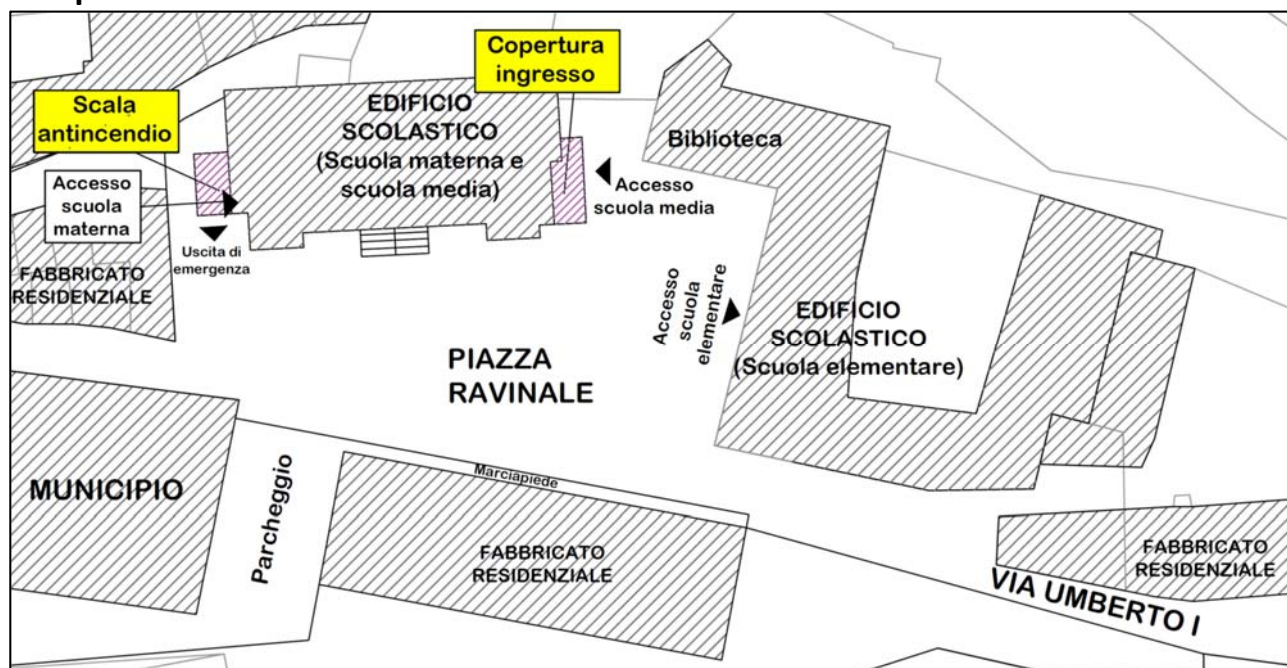 Copertura
ingresso
Scala
antincendio
EDIFICIO
SCOLASTICO
(Scuola materna e
scuola media)
Biblioteca
Accesso
scuola
materna
Accesso
scuola media
Uscita di
emergenza
FABBRICATO
RESIDENZIALE
Accesso
scuola
elementare
EDIFICIO
SCOLASTICO
(Scuola elementare)
PIAZZA
RAVINALE
MUNICIPIO
Parcheggio
Marciapiede
FABBRICATO
RESIDENZIALE
FABBRICATO
RESIDENZIALE
VIA UMBERTO I